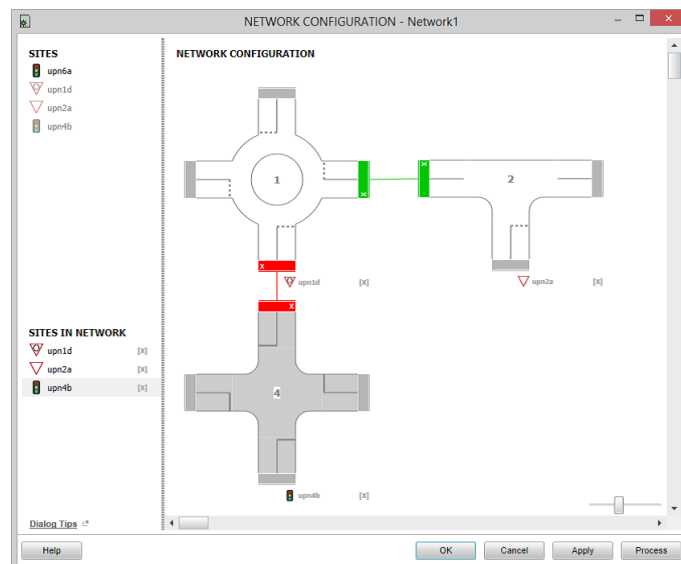 NETWORK CONFIGURATION - Network1
SITES
upn6a
upn1d
upn2a
upn4b
SITES IN NETWORK
upn1d [X]
upn2a [X]
upn4b [X]
Dialog Tips
NETWORK CONFIGURATION
1
X
X
2
X
X
upn1d [X]
upn2a [X]
X
4
upn4b [X]
Help
OK
Cancel
Apply
Process